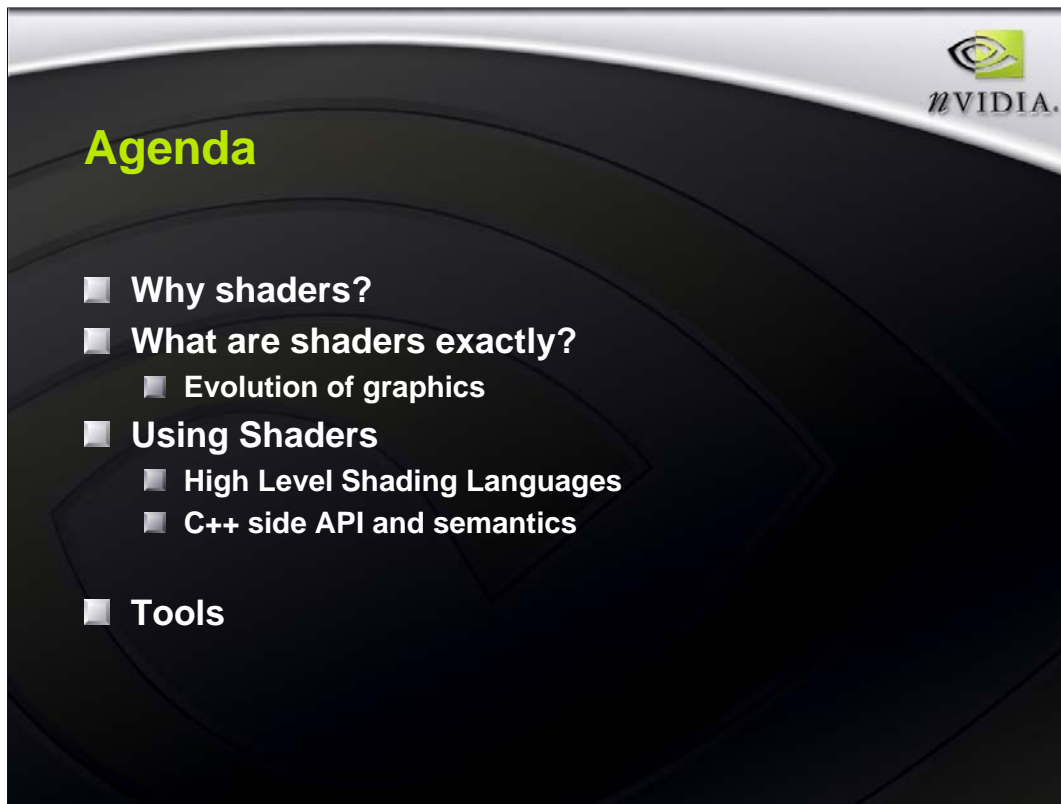 nVIDIA.
Agenda
Why shaders?
What are shaders exactly?
Evolution of graphics
Using Shaders
High Level Shading Languages
C++ side API and semantics
Tools